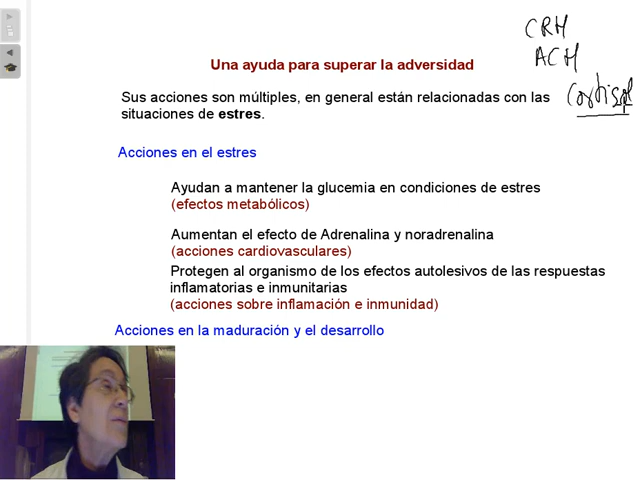 CRH
ACH
Cortisol
Una ayuda para superar la adversidad
Sus acciones son múltiples, en general están relacionadas con las
situaciones de estres.
Acciones en el estres
Ayudan a mantener la glucemia en condiciones de estres
(efectos metabólicos)
Aumentan el efecto de Adrenalina y noradrenalina
(acciones cardiovasculares)
Protegen al organismo de los efectos autolesivos de las respuestas
inflamatorias e inmunitarias
(acciones sobre inflamación e inmunidad)
Acciones en la maduración y el desarrollo